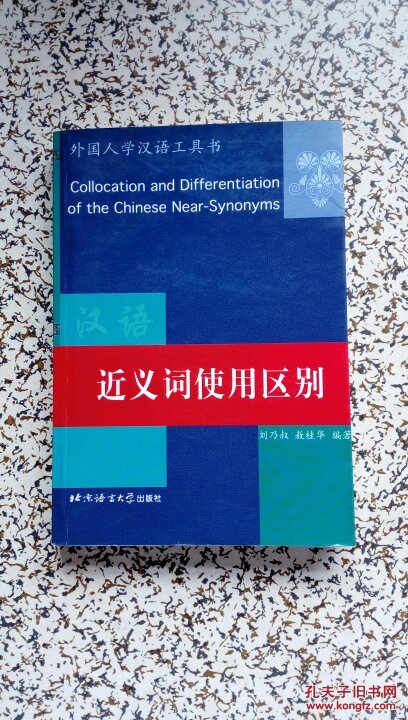 外国人学汉语工具书
Collocation and Differentiation
of the Chinese Near-Synonyms
汉语
近义词使用区别
刘乃叔 敖桂华 编著
北京语言大学出版社
孔夫子旧书网
www.kongfz.com